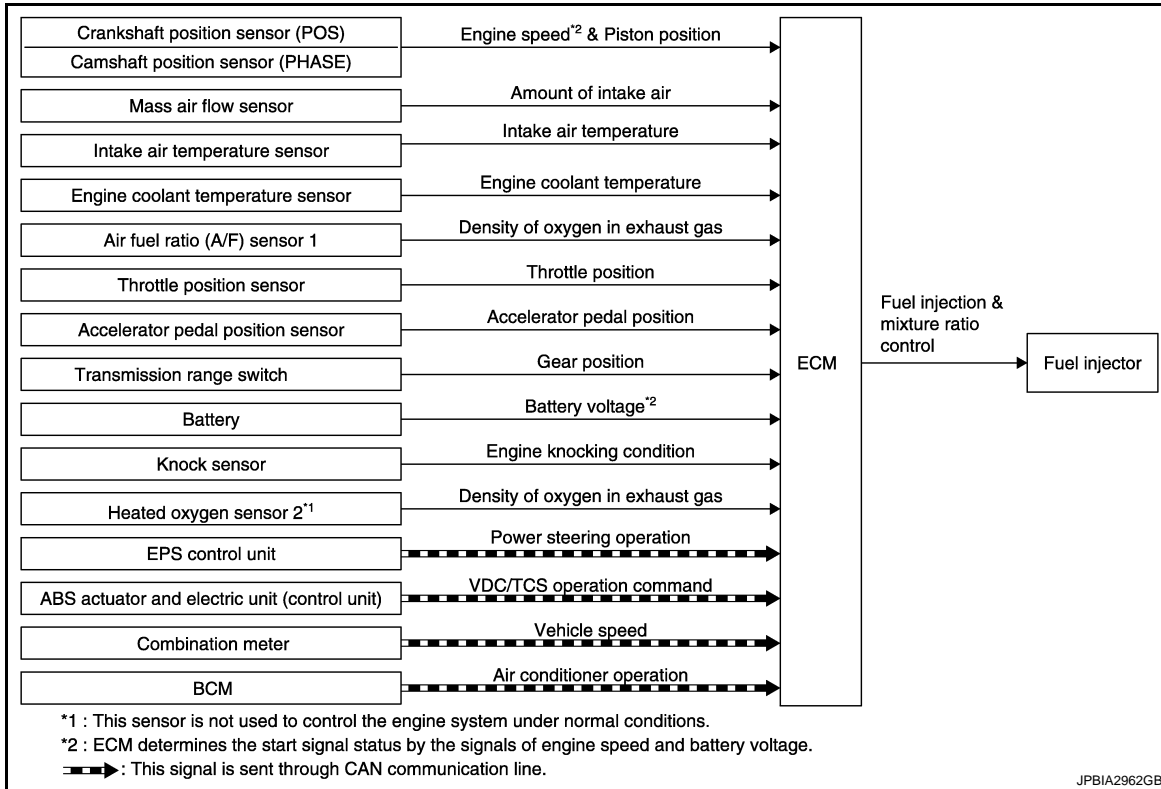 Crankshaft position sensor (POS)
Engine speed*2 & Piston position
Camshaft position sensor (PHASE)
Mass air flow sensor
Amount of intake air
Intake air temperature sensor
Intake air temperature
Engine coolant temperature sensor
Engine coolant temperature
Air fuel ratio (A/F) sensor 1
Density of oxygen in exhaust gas
Throttle position sensor
Throttle position
Accelerator pedal position sensor
Accelerator pedal position
Transmission range switch
Gear position
Battery
Battery voltage*2
Knock sensor
Engine knocking condition
Heated oxygen sensor 2*1
Density of oxygen in exhaust gas
EPS control unit
Power steering operation
ABS actuator and electric unit (control unit)
VDC/TCS operation command
Combination meter
Vehicle speed
BCM
Air conditioner operation
ECM
Fuel injection &
mixture ratio
control
Fuel injector
*1 : This sensor is not used to control the engine system under normal conditions.
*2 : ECM determines the start signal status by the signals of engine speed and battery voltage.
: This signal is sent through CAN communication line.
JPBIA2962GB